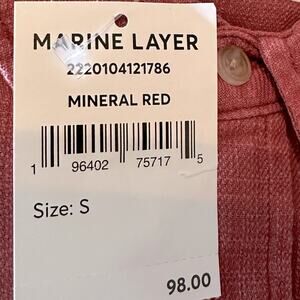 MARINE LAYER
2220104121786
MINERAL RED
1 96402 75717 5
Size: S
98.00